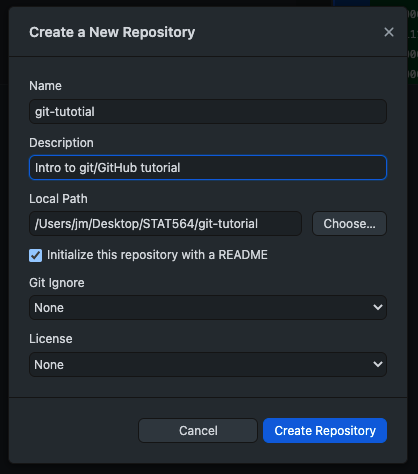 Create a New Repository
Name
git-tutotial
Description
Intro to git/GitHub tutorial
Local Path
/Users/jm/Desktop/STAT564/git-tutorial
Choose...
Initialize this repository with a README
Git Ignore
None
License
None
Cancel
Create Repository